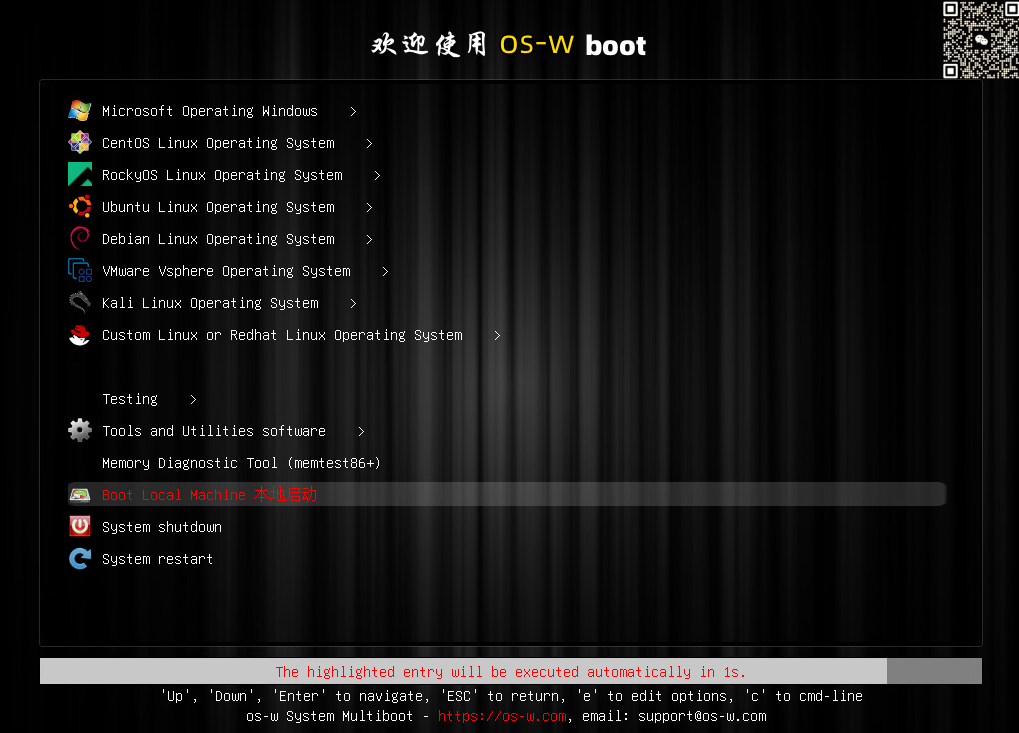 欢迎使用 OS-W boot
Microsoft Operating Windows >
CentOS Linux Operating System >
RockyOS Linux Operating System >
Ubuntu Linux Operating System >
Debian Linux Operating System >
VMware Vsphere Operating System >
Kali Linux Operating System >
Custom Linux or Redhat Linux Operating System >
Testing >
Tools and Utilities software >
Memory Diagnostic Tool (memtest86+)
Boot Local Machine 本地启动
System shutdown
System restart
The highlighted entry will be executed automatically in 1s.
'Up', 'Down', 'Enter' to navigate, 'ESC' to return, 'e' to edit options, 'c' to cmd-line
os-w System Multiboot - https://os-w.com, email: support@os-w.com